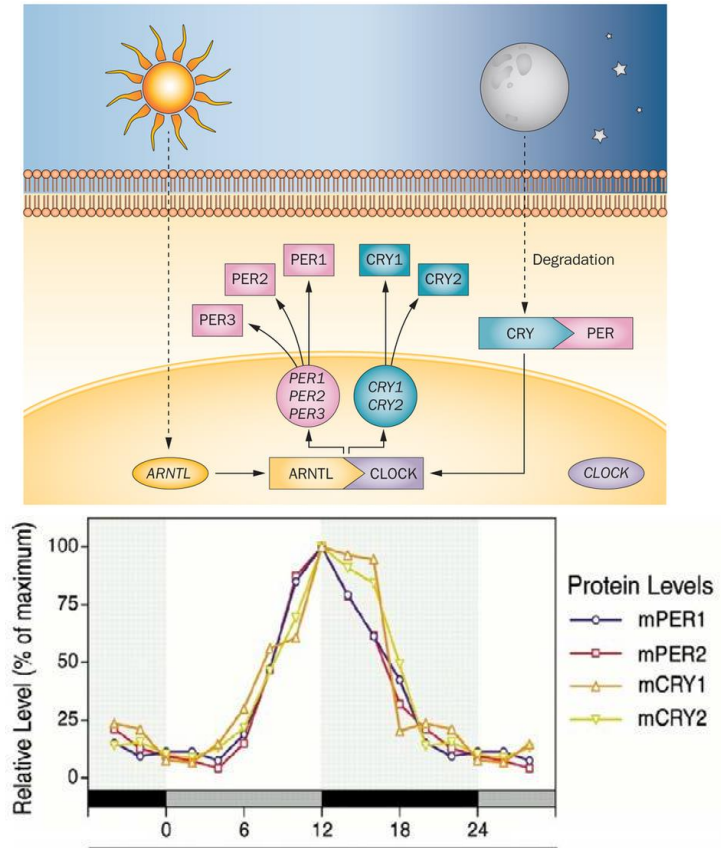 PER1
CRY1
PER2
CRY2
Degradation
PER3
CRY
PER
PER1
PER2
PER3
CRY1
CRY2
ARNTL
ARNTL
CLOCK
CLOCK
Relative Level (% of maximum)
100
75
50
25
0
0
6
12
18
24
Protein Levels
mPER1
mPER2
mCRY1
mCRY2